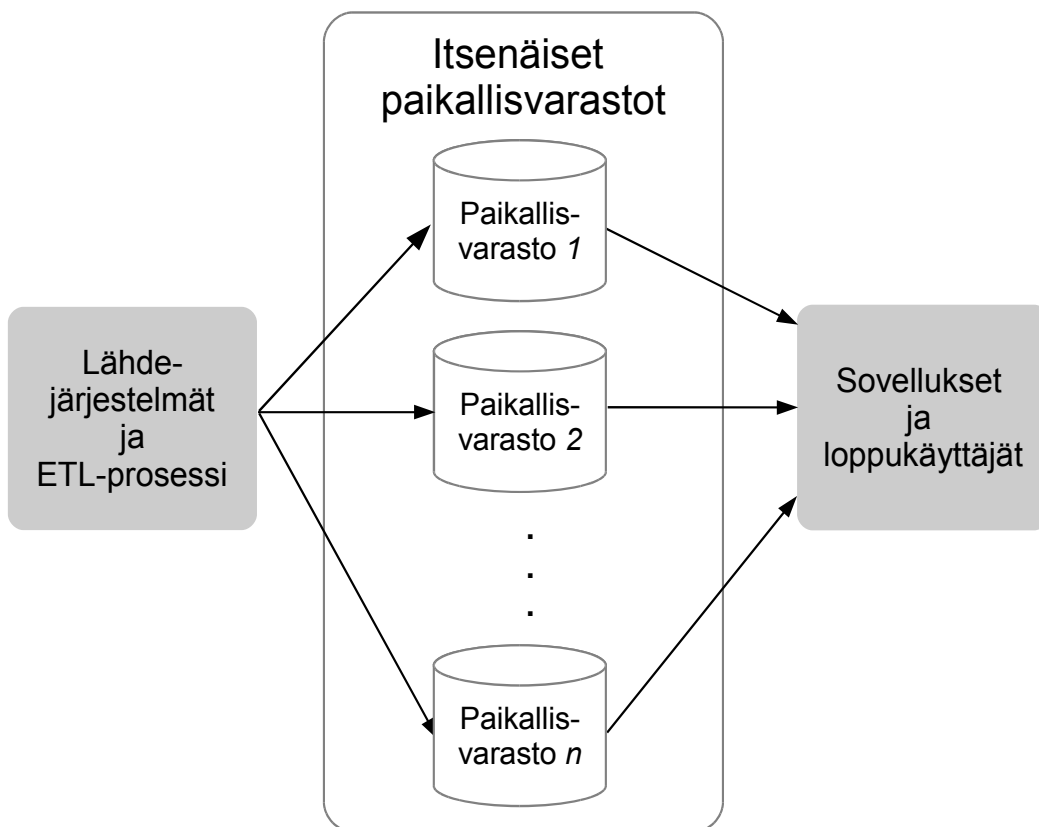 Itsenäiset
paikallisvarastot
Paikallis-
varasto 1
Lähde-
järjestelmät
ja
ETL-prosessi
Paikallis-
varasto 2
Sovellukset
ja
loppukäyttäjät
.
.
.
Paikallis-
varasto n